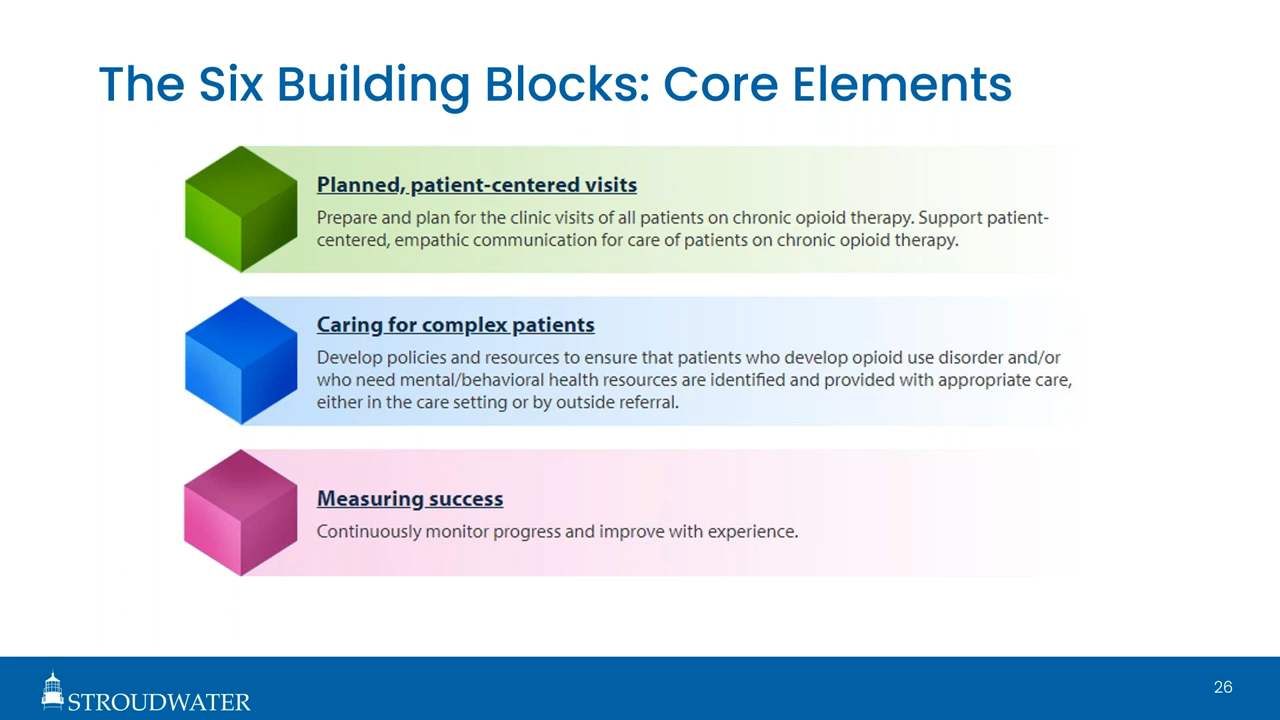 The Six Building Blocks: Core Elements
Planned, patient-centered visits
Prepare and plan for the clinic visits of all patients on chronic opioid therapy. Support patient-
centered, empathic communication for care of patients on chronic opioid therapy.
Caring for complex patients
Develop policies and resources to ensure that patients who develop opioid use disorder and/or
who need mental/behavioral health resources are identified and provided with appropriate care,
either in the care setting or by outside referral.
Measuring success
Continuously monitor progress and improve with experience.
STROUDWATER
26